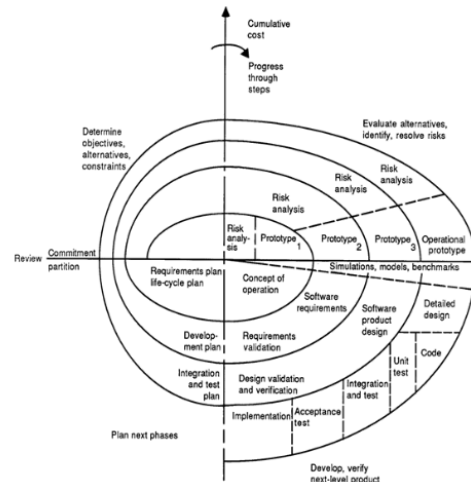 Cumulative
cost
Progress
through
steps
Evaluate alternatives,
identify, resolve risks
Determine
objectives,
alternatives,
constraints
Risk
analysis
Risk
analysis
Risk
analysis
Risk
analy-
sis
Prototype
1
Prototype
2
Prototype
3
Operational
prototype
Review
Commitment
partition
Simulations, models, benchmarks
Requirements plan
life-cycle plan
Concept of
operation
Software
requirements
Software
product
design
Detailed
design
Develop-
ment plan
Requirements
validation
Unit
test
Code
Integration
and test
plan
Design validation
and verification
Integration
and test
Implementation
Acceptance
test
Plan next phases
Develop, verify
next-level product